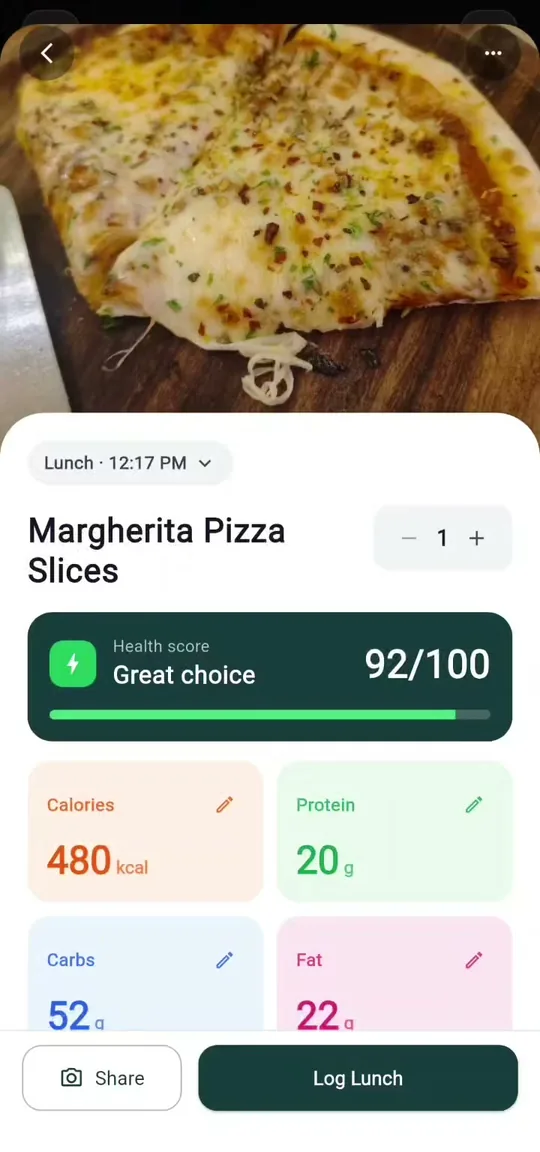 Lunch · 12:17 PM
Margherita Pizza
Slices
1
Health score
Great choice
92/100
Calories
480 kcal
Protein
20 g
Carbs
52 g
Fat
22 g
Share
Log Lunch